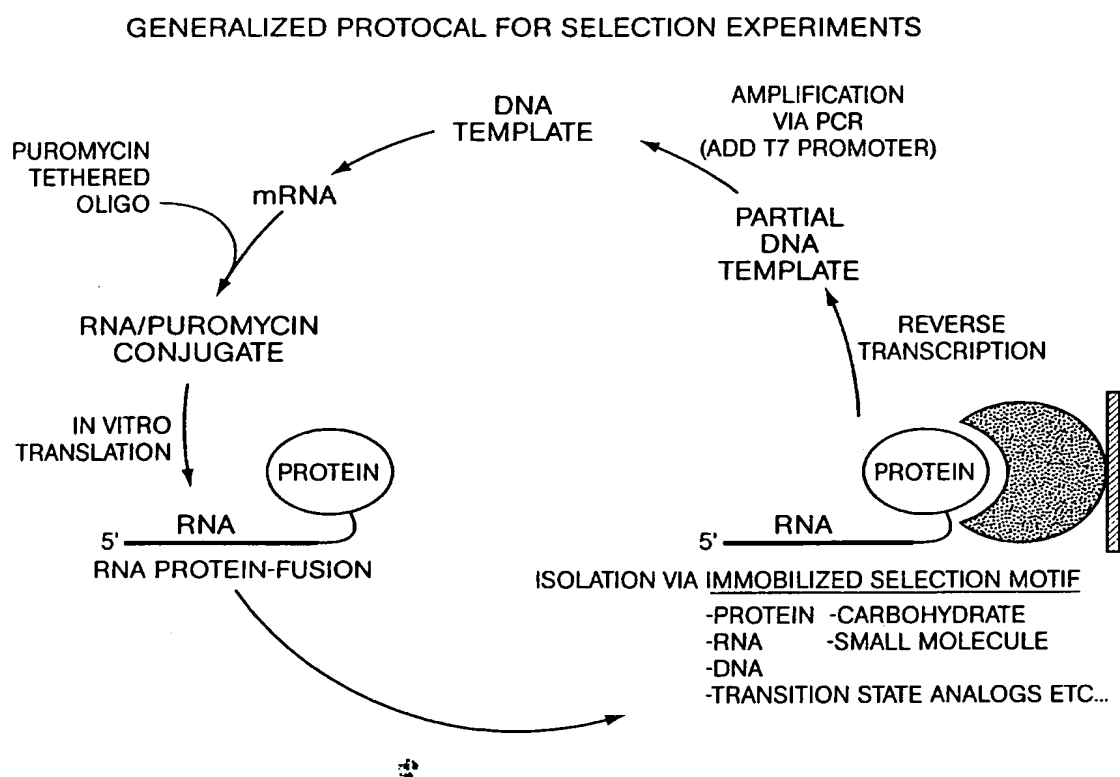 GENERALIZED PROTOCAL FOR SELECTION EXPERIMENTS
DNA
TEMPLATE
AMPLIFICATION
VIA PCR
(ADD T7 PROMOTER)
PUROMYCIN
TETHERED
OLIGO
mRNA
PARTIAL
DNA
TEMPLATE
RNA/PUROMYCIN
CONJUGATE
REVERSE
TRANSCRIPTION
IN VITRO
TRANSLATION
PROTEIN
RNA
5'
RNA PROTEIN-FUSION
PROTEIN
RNA
5'
ISOLATION VIA IMMOBILIZED SELECTION MOTIF
-PROTEIN -CARBOHYDRATE
-RNA -SMALL MOLECULE
-DNA
-TRANSITION STATE ANALOGS ETC...